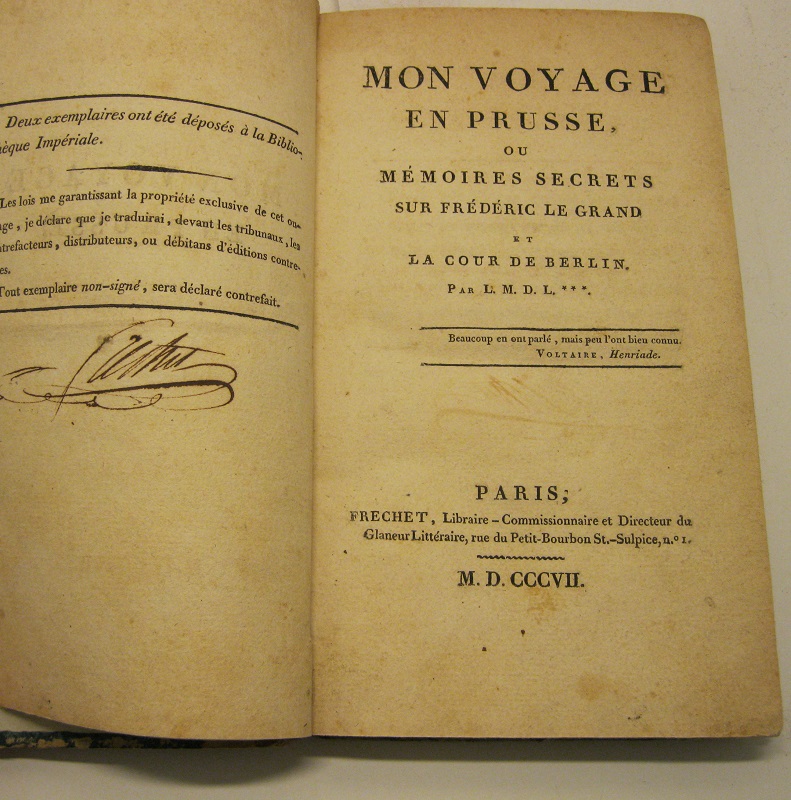 Deux exemplaires ont été déposés à la Biblio-
èque Impériale.
Les lois me garantissant la propriété exclusive de cet ou-
ge, je déclare que je traduirai, devant les tribunaux, les
trefacteurs, distributeurs, ou débitans d'éditions contre-
es.
Tout exemplaire non-signé, sera déclaré contrefait.
MON VOYAGE
EN PRUSSE,
OU
MÉMOIRES SECRETS
SUR FRÉDÉRIC LE GRAND
ET
LA COUR DE BERLIN.
PAR L. M. D. L. ***.
Beaucoup en ont parlé, mais peu l'ont bien connu.
VOLTAIRE, Henriade.
PARIS,
FRECHET, Libraire-Commissionnaire et Directeur du
Glaneur Littéraire, rue du Petit-Bourbon St.-Sulpice, n.º 1.
M. D. CCCVII.